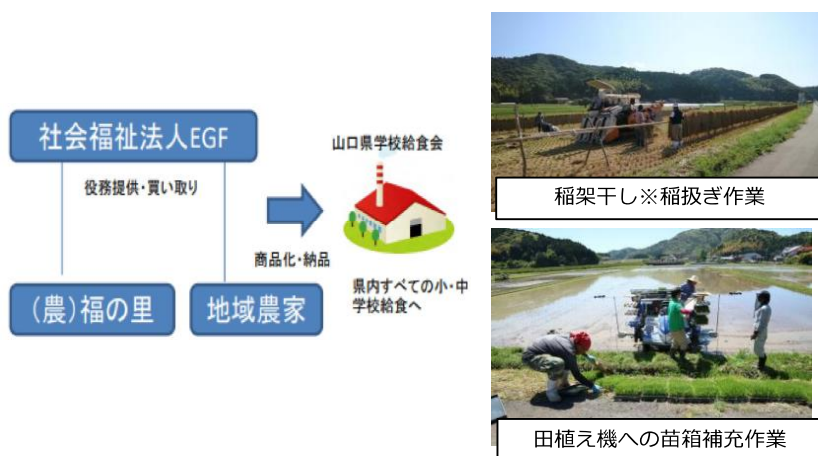 社会福祉法人EGF
役務提供・買い取り
(農)福の里
地域農家
商品化・納品
山口県学校給食会
県内すべての小・中
学校給食へ
稲架干し※稲扱ぎ作業
田植え機への苗箱補充作業